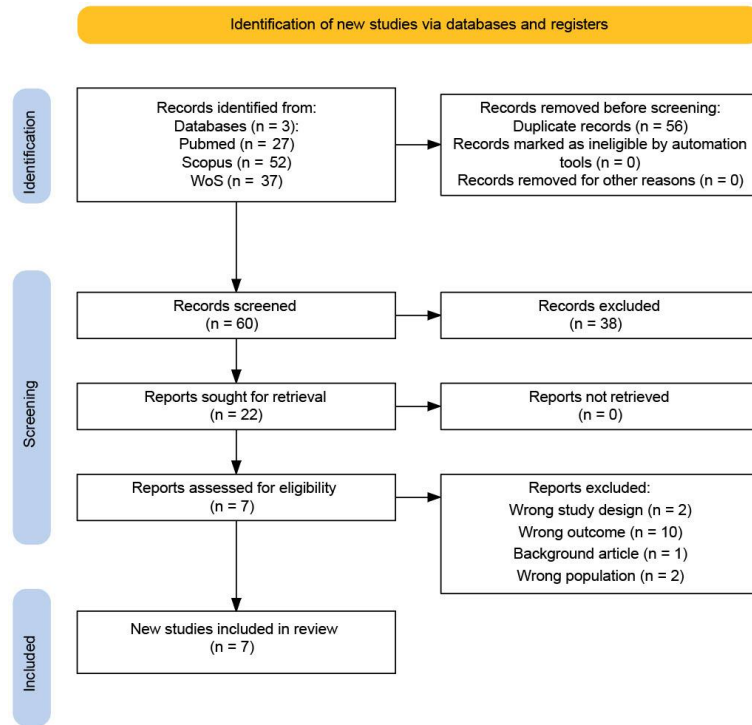 Identification of new studies via databases and registers
Identification
Records identified from:
Databases (n = 3):
Pubmed (n = 27)
Scopus (n = 52)
WoS (n = 37)
Records removed before screening:
Duplicate records (n = 56)
Records marked as ineligible by automation
tools (n = 0)
Records removed for other reasons (n = 0)
Screening
Records screened
(n = 60)
Records excluded
(n = 38)
Reports sought for retrieval
(n = 22)
Reports not retrieved
(n = 0)
Reports assessed for eligibility
(n = 7)
Reports excluded:
Wrong study design (n = 2)
Wrong outcome (n = 10)
Background article (n = 1)
Wrong population (n = 2)
Included
New studies included in review
(n = 7)